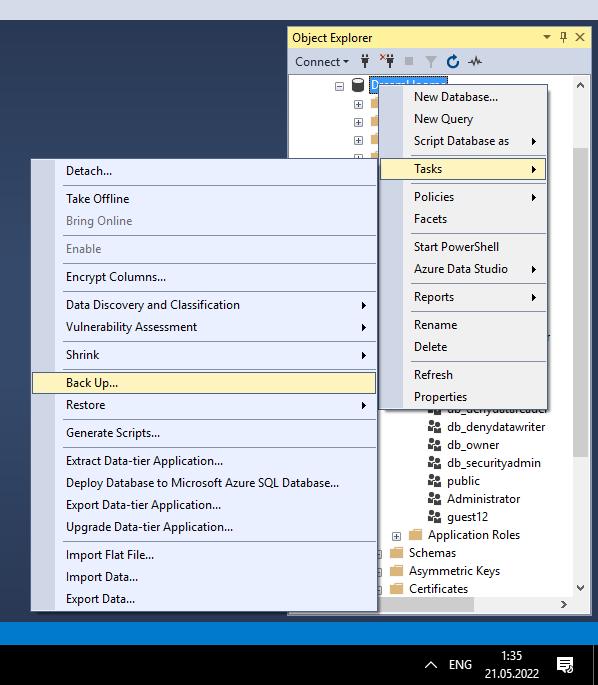 Object Explorer
Connect
New Database...
New Query
Script Database as
Tasks
Policies
Facets
Start PowerShell
Azure Data Studio
Reports
Rename
Delete
Refresh
Properties
Detach...
Take Offline
Bring Online
Enable
Encrypt Columns...
Data Discovery and Classification
Vulnerability Assessment
Shrink
Back Up...
Restore
Generate Scripts...
Extract Data-tier Application...
Deploy Database to Microsoft Azure SQL Database...
Export Data-tier Application...
Upgrade Data-tier Application...
Import Flat File...
Import Data...
Export Data...
db_denydatareader
db_denydatawriter
db_owner
db_securityadmin
public
Administrator
guest12
Application Roles
Schemas
Asymmetric Keys
Certificates
ENG
1:35
21.05.2022